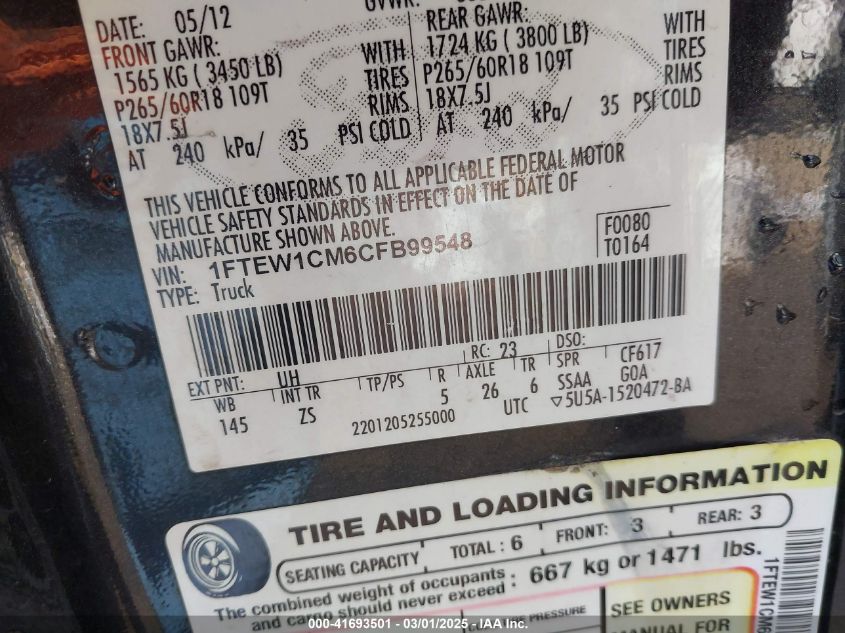 DATE: 05/12
FRONT GAWR: REAR GAWR:
1565 KG ( 3450 LB) WITH 1724 KG ( 3800 LB) WITH
P265/60R18 109T TIRES P265/60R18 109T TIRES
18X7.5J RIMS 18X7.5J RIMS
AT 240 kPa/ 35 PSI COLD AT 240 kPa/ 35 PSI COLD
THIS VEHICLE CONFORMS TO ALL APPLICABLE FEDERAL MOTOR
VEHICLE SAFETY STANDARDS IN EFFECT ON THE DATE OF
MANUFACTURE SHOWN ABOVE.
VIN: 1FTEW1CM6CFB99548
TYPE: Truck
F0080
T0164
EXT PNT: UH RC: 23 DSO:
WB INT TR TP/PS R AXLE TR SPR CF617
145 ZS 5 26 6 SSAA GOA
2201205255000 UTC ▽5U5A-1520472-BA
TIRE AND LOADING INFORMATION
SEATING CAPACITY TOTAL : 6 FRONT: 3 REAR: 3
The combined weight of occupants
and cargo should never exceed : 667 kg or 1471 lbs.
PRESSURE
SEE OWNERS
MANUAL FOR
000-41693501 - 03/01/2025 - IAA Inc.